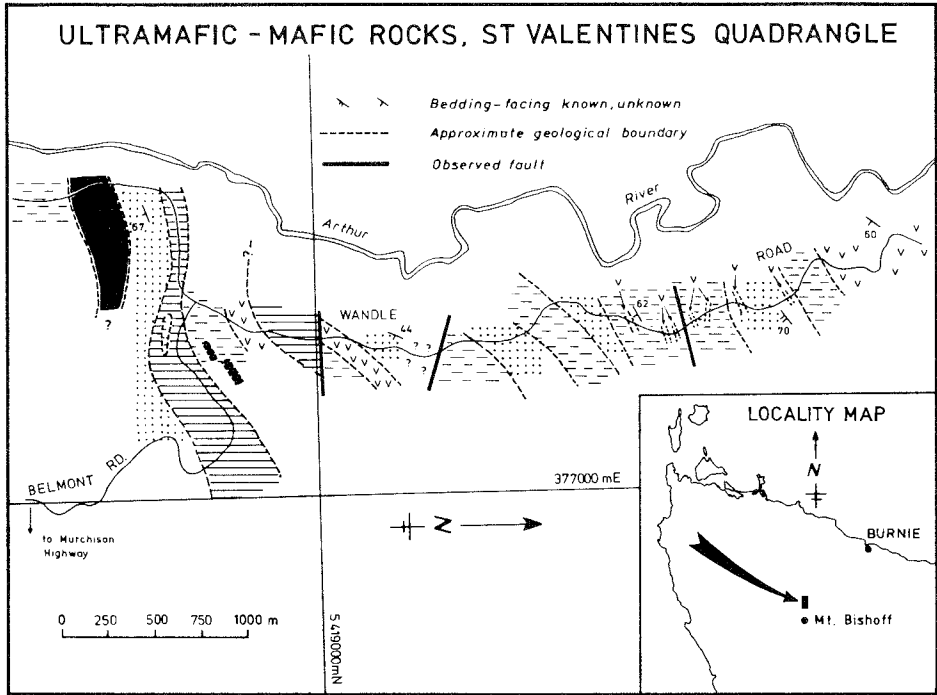 ULTRAMAFIC - MAFIC ROCKS, ST VALENTINES QUADRANGLE
Bedding-facing known, unknown
Approximate geological boundary
Observed fault
Arthur
River
ROAD
WANDLE
67
?
?
44
? ?
? ?
62
60
70
BELMONT RD.
to Murchison
Highway
377000 mE
N
0 250 500 750 1000 m
5419000mN
LOCALITY MAP
N
BURNIE
Mt. Bishoff